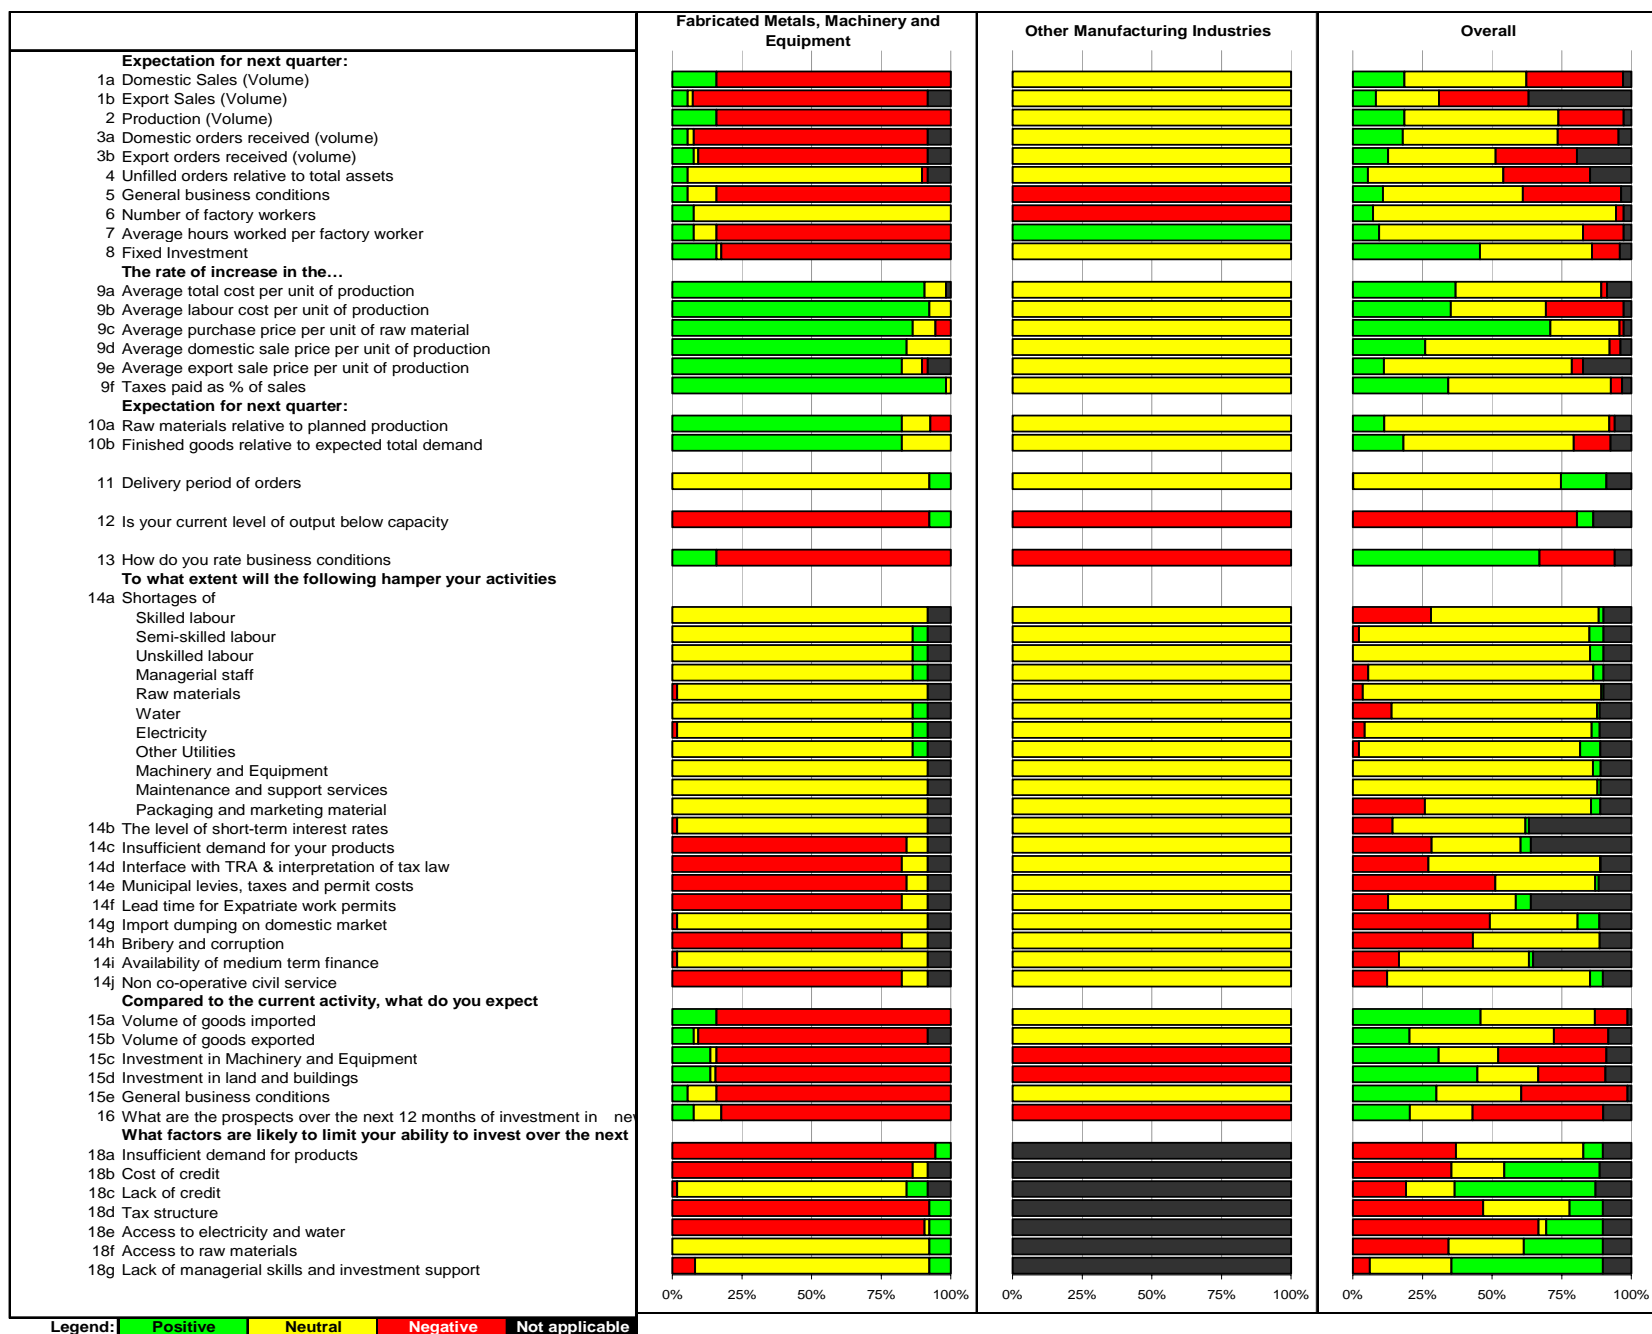 Fabricated Metals, Machinery and
Equipment
Other Manufacturing Industries
Overall
Expectation for next quarter:
1a Domestic Sales (Volume)
1b Export Sales (Volume)
2 Production (Volume)
3a Domestic orders received (volume)
3b Export orders received (volume)
4 Unfilled orders relative to total assets
5 General business conditions
6 Number of factory workers
7 Average hours worked per factory worker
8 Fixed Investment
The rate of increase in the...
9a Average total cost per unit of production
9b Average labour cost per unit of production
9c Average purchase price per unit of raw material
9d Average domestic sale price per unit of production
9e Average export sale price per unit of production
9f Taxes paid as % of sales
Expectation for next quarter:
10a Raw materials relative to planned production
10b Finished goods relative to expected total demand
11 Delivery period of orders
12 Is your current level of output below capacity
13 How do you rate business conditions
To what extent will the following hamper your activities
14a Shortages of
Skilled labour
Semi-skilled labour
Unskilled labour
Managerial staff
Raw materials
Water
Electricity
Other Utilities
Machinery and Equipment
Maintenance and support services
Packaging and marketing material
14b The level of short-term interest rates
14c Insufficient demand for your products
14d Interface with TRA & interpretation of tax law
14e Municipal levies, taxes and permit costs
14f Lead time for Expatriate work permits
14g Import dumping on domestic market
14h Bribery and corruption
14i Availability of medium term finance
14j Non co-operative civil service
Compared to the current activity, what do you expect
15a Volume of goods imported
15b Volume of goods exported
15c Investment in Machinery and Equipment
15d Investment in land and buildings
15e General business conditions
16 What are the prospects over the next 12 months of investment in
What factors are likely to limit your ability to invest over the next
18a Insufficient demand for products
18b Cost of credit
18c Lack of credit
18d Tax structure
18e Access to electricity and water
18f Access to raw materials
18g Lack of managerial skills and investment support
0% 25% 50% 75% 100% 0% 25% 50% 75% 100% 0% 25% 50% 75% 100%
Legend: Positive Neutral Negative Not applicable